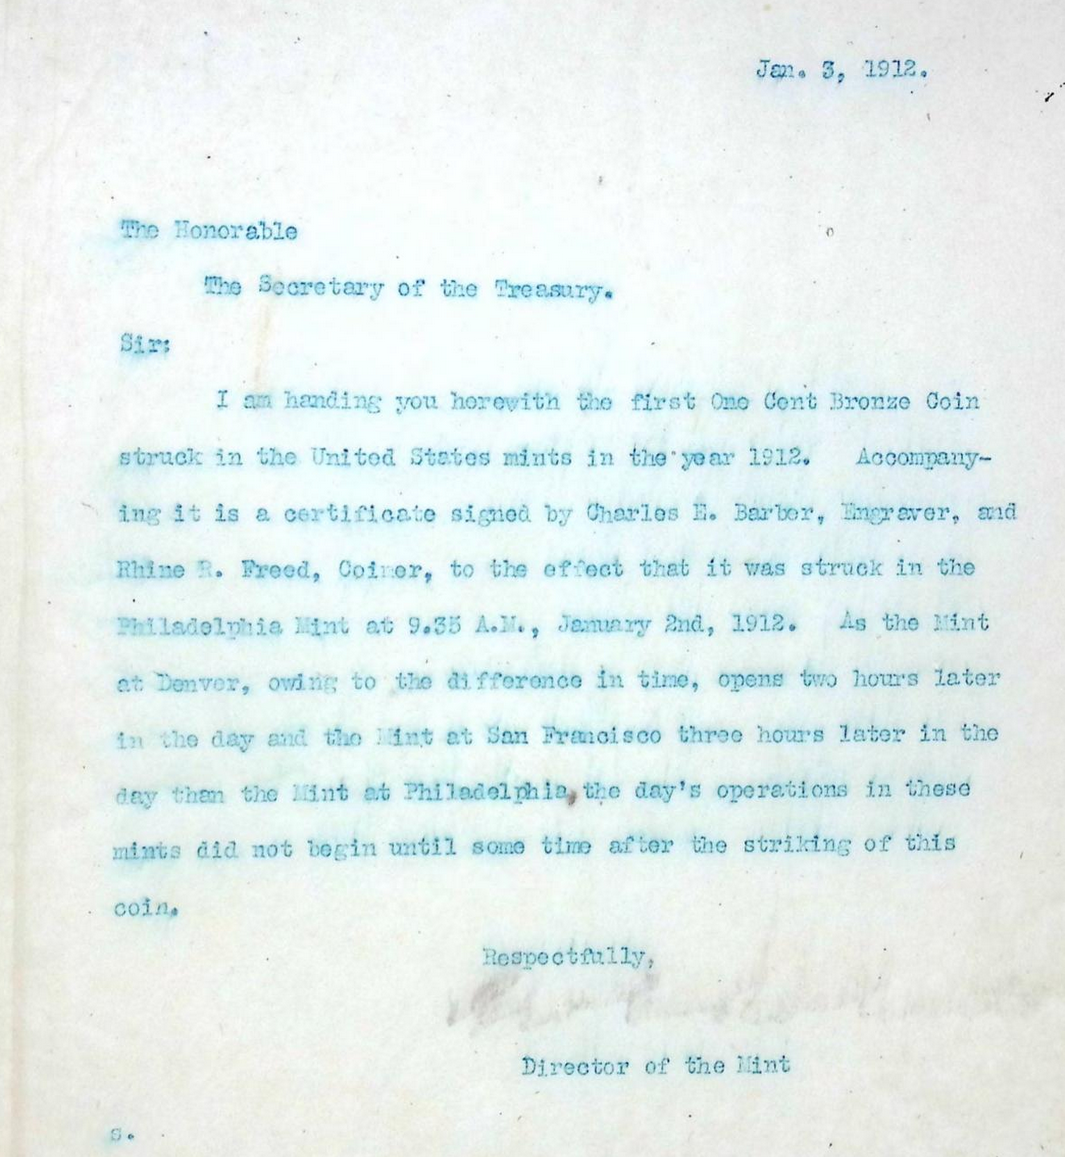 Jan. 3, 1912.
The Honorable
The Secretary of the Treasury.
Sir:
I am handing you herewith the first One Cent Bronze Coin
struck in the United States mints in the year 1912. Accompany-
ing it is a certificate signed by Charles E. Barber, Engraver, and
Rhine R. Freed, Coiner, to the effect that it was struck in the
Philadelphia Mint at 9.35 A.M., January 2nd, 1912. As the Mint
at Denver, owing to the difference in time, opens two hours later
in the day and the Mint at San Francisco three hours later in the
day than the Mint at Philadelphia, the day's operations in these
mints did not begin until some time after the striking of this
coin.
Respectfully,
Director of the Mint
S.